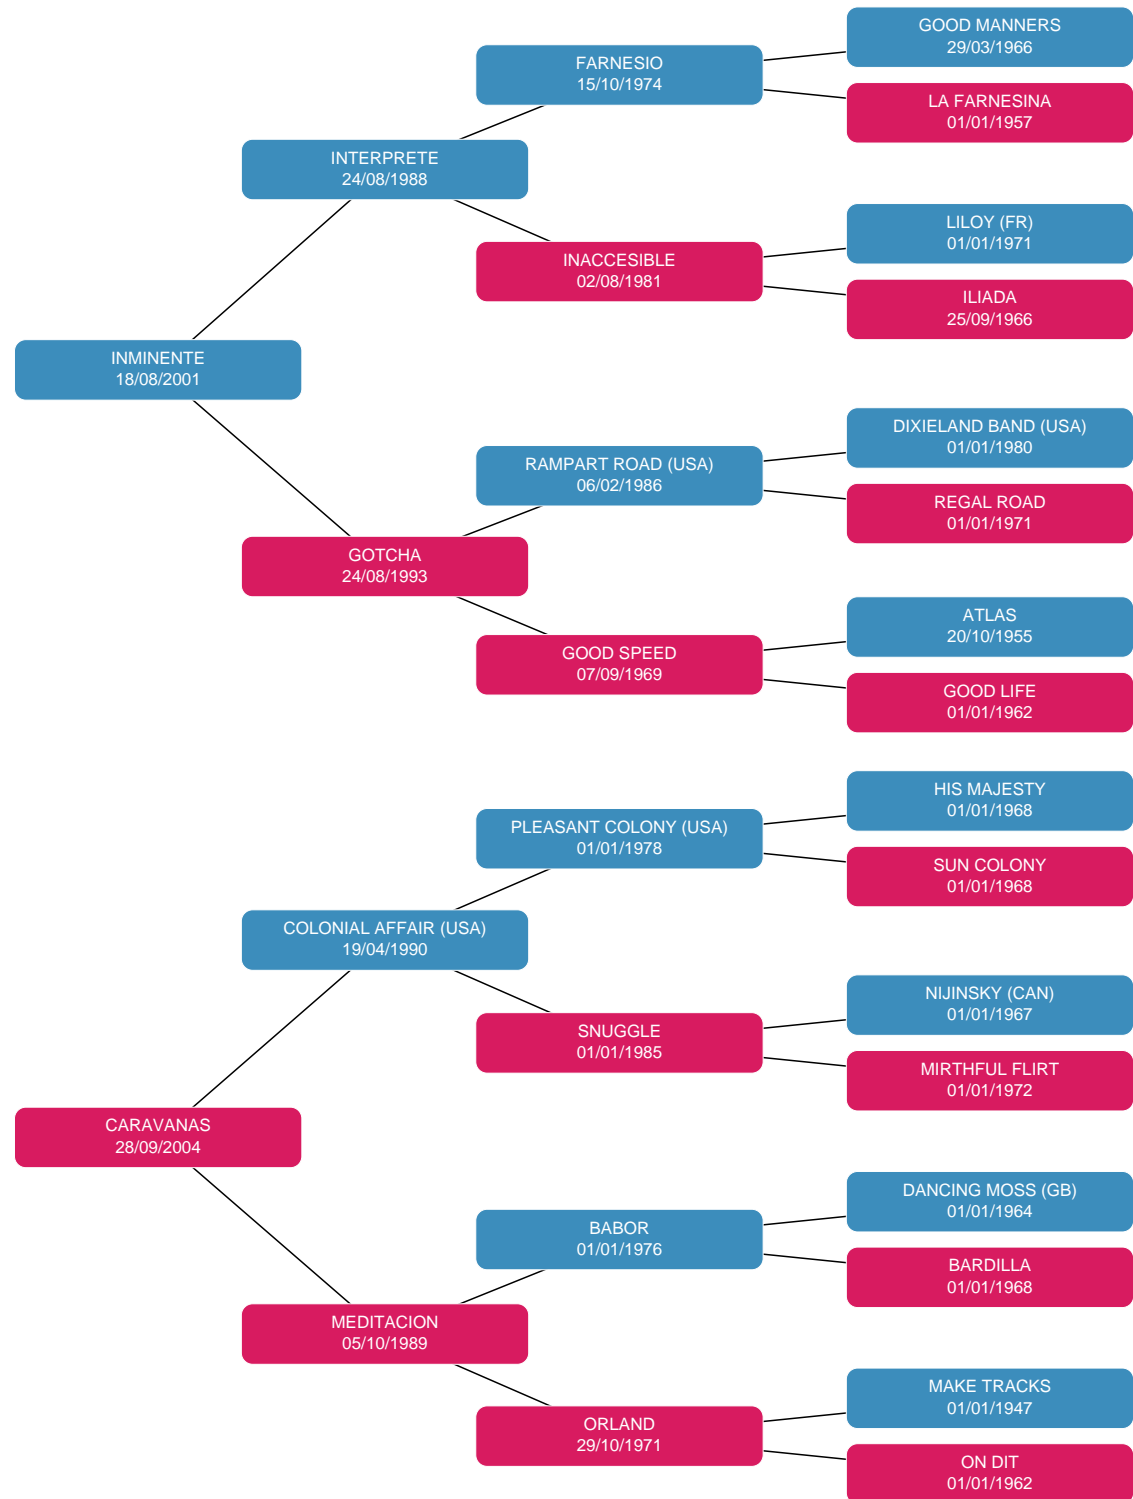 GOOD MANNERS
29/03/1966
FARNESIO
15/10/1974
LA FARNESINA
01/01/1957
INTERPRETE
24/08/1988
LILOY (FR)
01/01/1971
INACCESIBLE
02/08/1981
ILIADA
25/09/1966
INMINENTE
18/08/2001
DIXIELAND BAND (USA)
01/01/1980
RAMPART ROAD (USA)
06/02/1986
REGAL ROAD
01/01/1971
GOTCHA
24/08/1993
ATLAS
20/10/1955
GOOD SPEED
07/09/1969
GOOD LIFE
01/01/1962
HIS MAJESTY
01/01/1968
PLEASANT COLONY (USA)
01/01/1978
SUN COLONY
01/01/1968
COLONIAL AFFAIR (USA)
19/04/1990
NIJINSKY (CAN)
01/01/1967
SNUGGLE
01/01/1985
MIRTHFUL FLIRT
01/01/1972
CARAVANAS
28/09/2004
DANCING MOSS (GB)
01/01/1964
BABOR
01/01/1976
BARDILLA
01/01/1968
MEDITACION
05/10/1989
MAKE TRACKS
01/01/1947
ORLAND
29/10/1971
ON DIT
01/01/1962